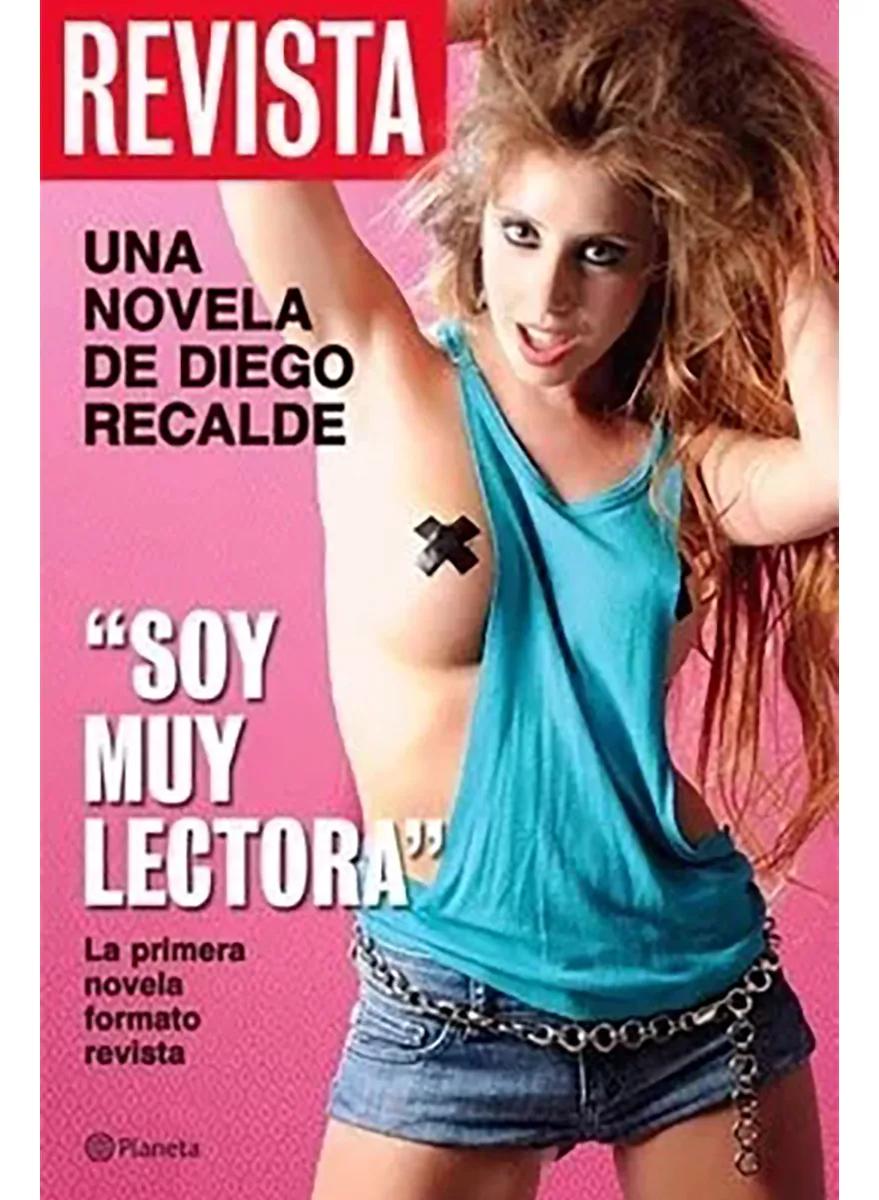 REVISTA
UNA
NOVELA
DE DIEGO
RECALDE
“SOY
MUY
LECTORA”
La primera
novela
formato
revista
Planeta